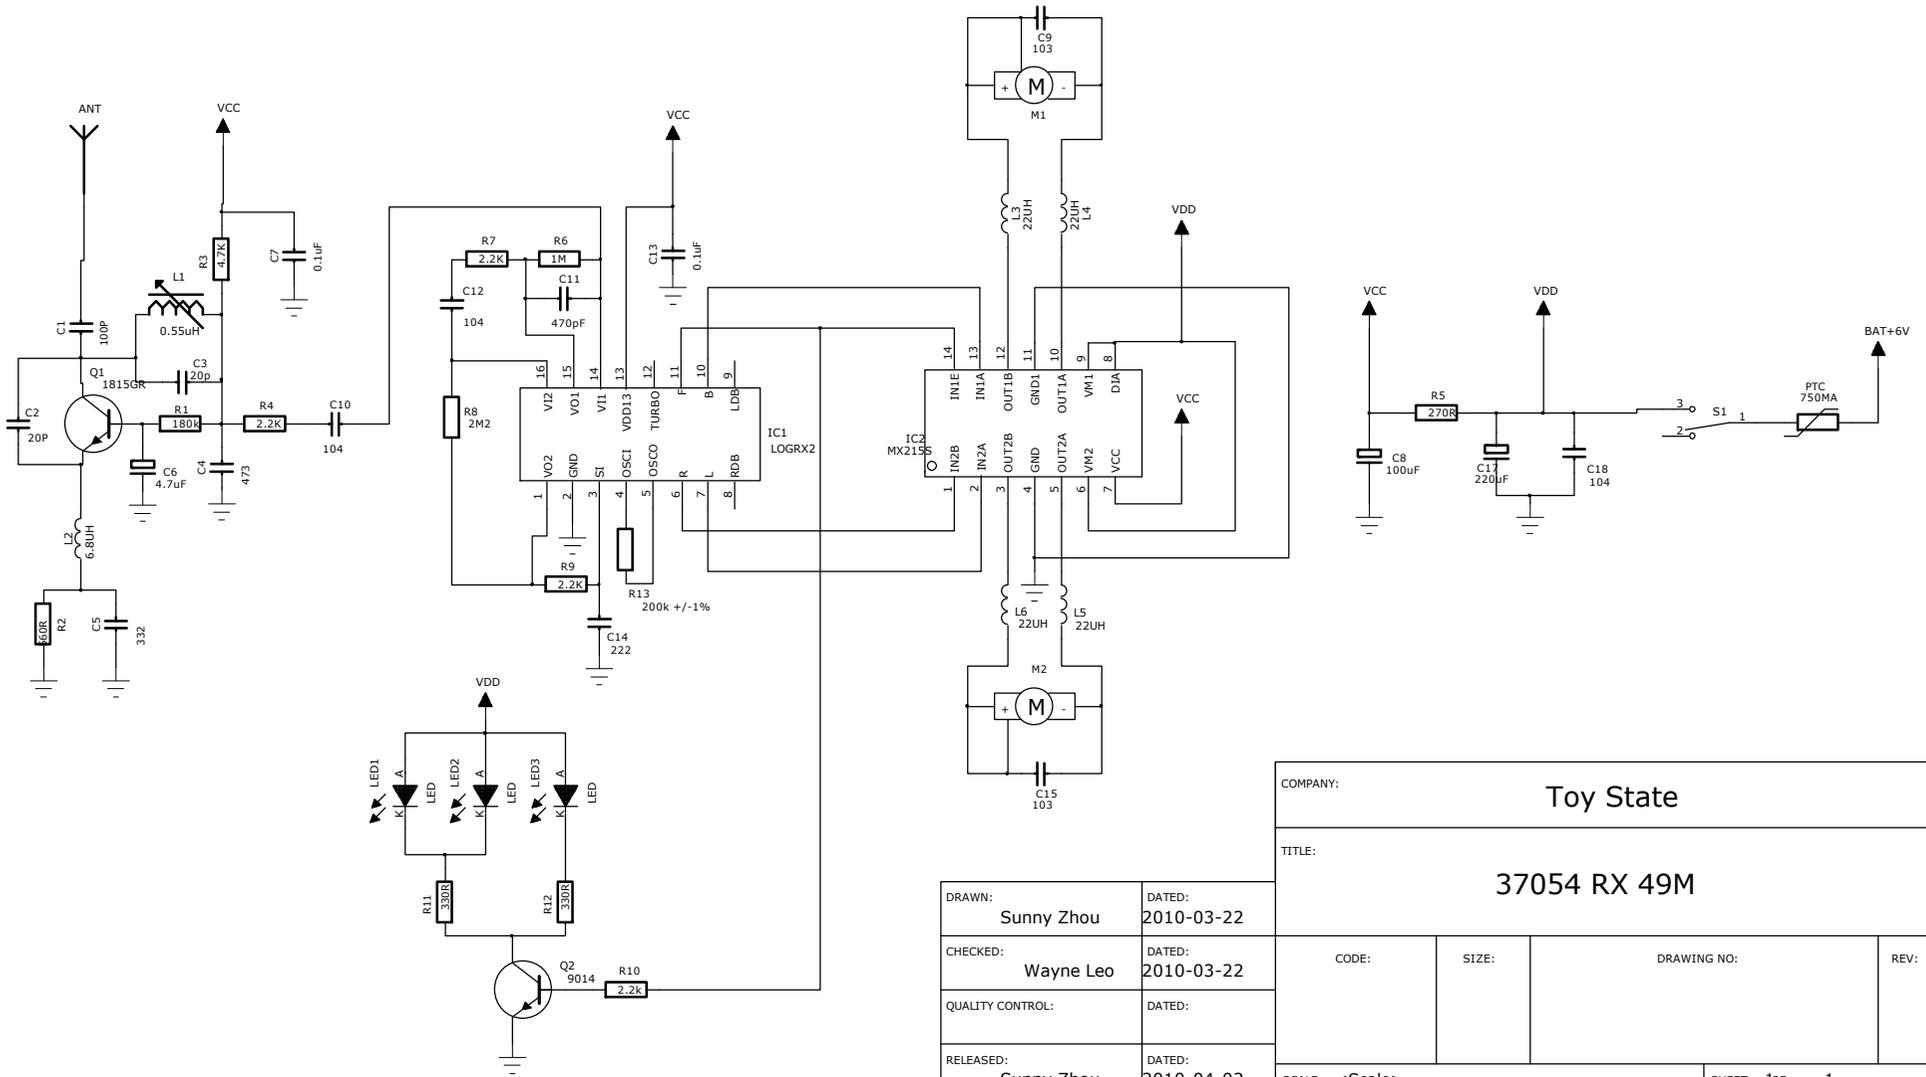 C9
103
+ M -
M1
ANT
VCC
VCC
L3
22UH
22UH
L4
VDD
R3
4.7K
C7
0.1uF
L1
0.55uH
C1
100P
C3
20p
Q1
1815GR
C2
20P
R1
180k
R4
2.2K
C10
104
C6
4.7uF
C4
473
L2
6.8UH
R2
C5
332
R7
2.2K
R6
1M
C11
470pF
C12
104
C13
0.1uF
R8
2M2
16 15 14 13 12 11 10 9
VI2 VO1 VI1 VDD13 TURBO F B LDB
VO2 GND SI OSCI OSCO R L RDB
1 2 3 4 5 6 7 8
IC1
LOGRX2
R9
2.2K
R13
200k +/-1%
C14
222
14 13 12 11 10 9 8
IN1E IN1A OUT1B GND1 OUT1A VM1 DIA
IC2
MX215S
IN2B IN2A OUT2B GND OUT2A VM2 VCC
1 2 3 4 5 6 7
VCC
L6
22UH
L5
22UH
M2
+ M -
C15
103
VCC
VDD
BAT+6V
R5
270R
3
2
S1
1
PTC
750MA
C8
100uF
C17
220uF
C18
104
VDD
LED1
A
K
LED
LED2
A
K
LED
LED3
A
K
LED
R11
330R
R12
330R
Q2
9014
R10
2.2k
COMPANY:
Toy State
TITLE:
37054 RX 49M
DRAWN:
Sunny Zhou
DATED:
2010-03-22
CHECKED:
Wayne Leo
DATED:
2010-03-22
CODE:
SIZE:
DRAWING NO:
REV:
QUALITY CONTROL:
DATED:
RELEASED:
DATED: